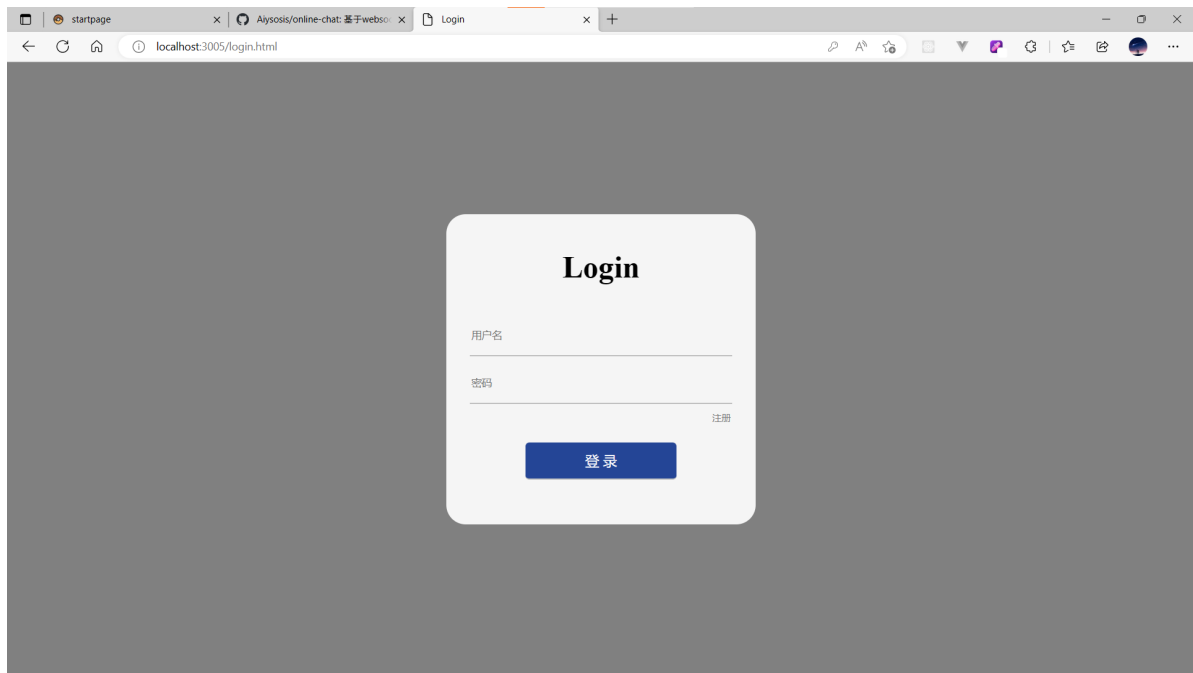 startpage
Aiysosis/online-chat: 基于webso
Login
localhost:3005/login.html
Login
用户名
密码
注册
登录